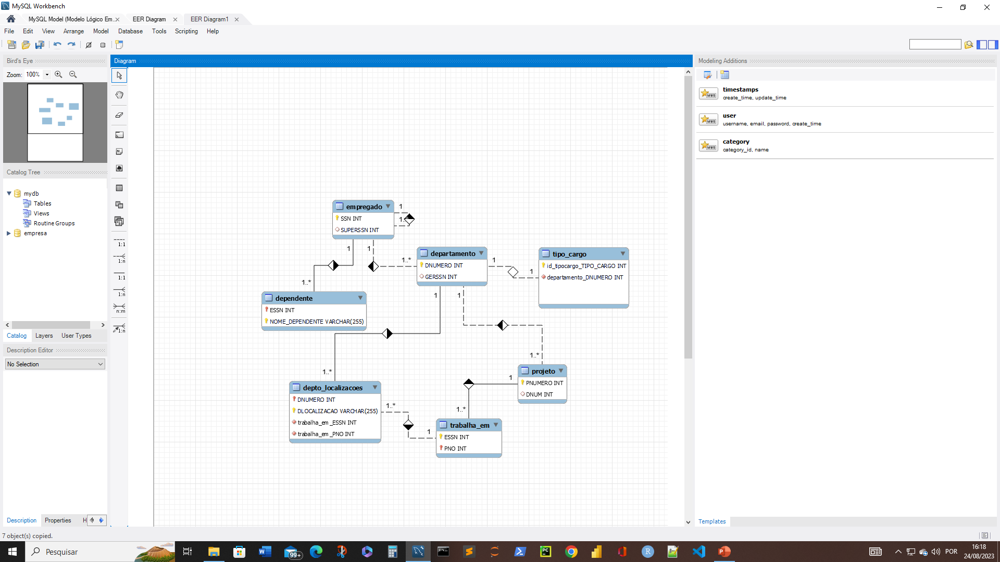 MySQL Workbench
MySQL Model (Modelo Lógico Em..
EER Diagram
EER Diagram1
File Edit View Arrange Model Database Tools Scripting Help
Bird's Eye
Zoom: 100%
Catalog Tree
mydb
Tables
Views
Routine Groups
empresa
Catalog Layers User Types
Description Editor
No Selection
Description Properties H
7 object(s) copied.
Diagram
1:1
1:n
1:1
1:n
n:m
1:n
empregado
SSN INT
SUPERSSN INT
1
1..
1
1
1..*
1..*
departamento
DNUMERO INT
GERSSN INT
1
1
tipo_cargo
id_tipocargo_TIPO_CARGO INT
departamento_DNUMERO INT
dependente
ESSN INT
NOME_DEPENDENTE VARCHAR(255)
1
1
1..*
1..*
projeto
PNUMERO INT
DNUM INT
1
1..*
depto_localizacoes
DNUMERO INT
DLOCALIZACAO VARCHAR(255)
trabalha_em_ESSN INT
trabalha_em_PNO INT
1..*
1
trabalha_em
ESSN INT
PNO INT
Modeling Additions
timestamps
create_time, update_time
user
username, email, password, create_time
category
category_id, name
MWB
MWB
MWB
Templates
Pesquisar
99+
POR
16:18
24/08/2023